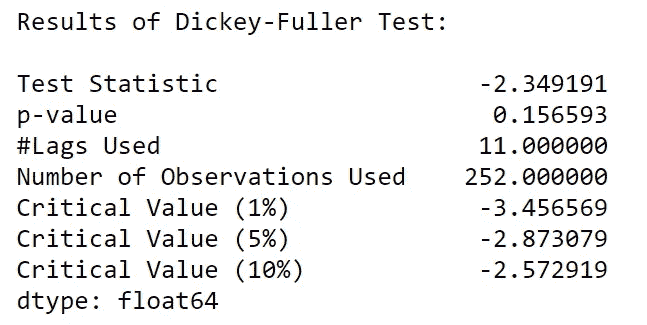 Results of Dickey-Fuller Test:
Test Statistic -2.349191
p-value 0.156593
#Lags Used 11.000000
Number of Observations Used 252.000000
Critical Value (1%) -3.456569
Critical Value (5%) -2.873079
Critical Value (10%) -2.572919
dtype: float64